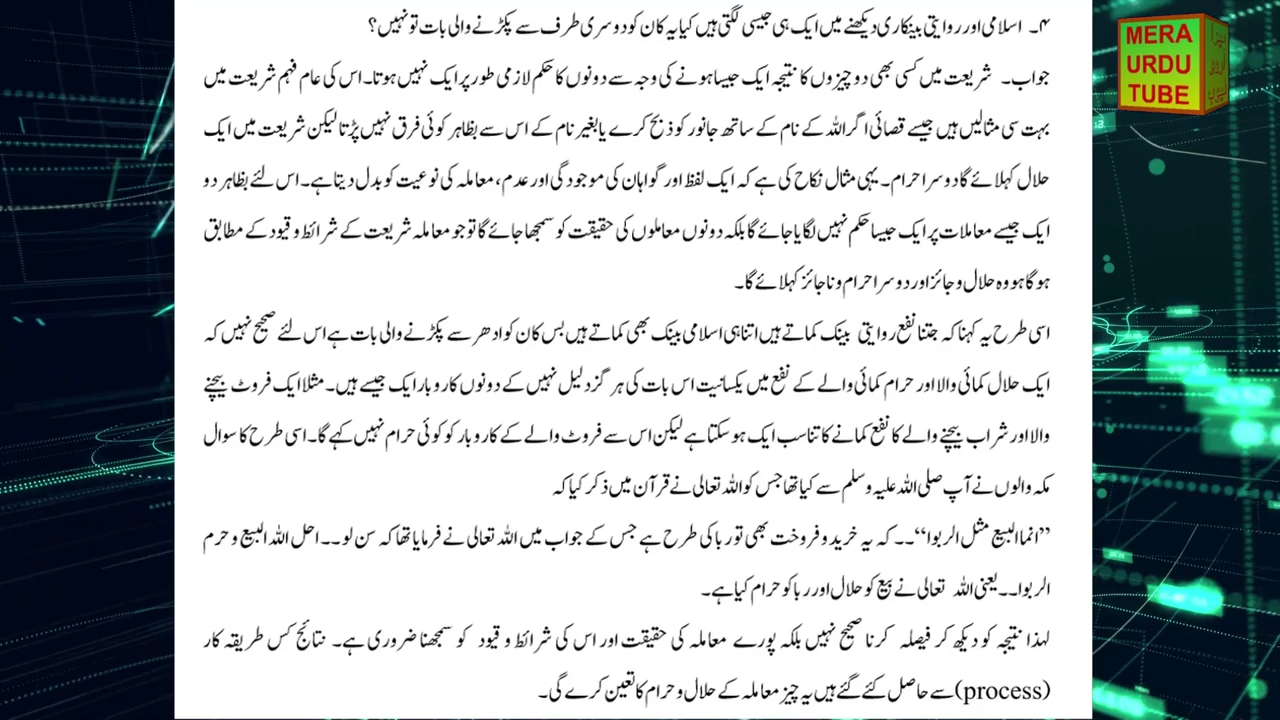 ۴۔ اسلامی اور روایتی بینکاری دیکھنے میں ایک ہی جیسی لگتی ہیں کیا یہ کان کو دوسری طرف سے پکڑنے والی بات تو نہیں؟
جواب۔ شریعت میں کسی بھی دو چیزوں کا نتیجہ ایک جیسا ہونے کی وجہ سے دونوں کا حکم لازمی طور پر ایک نہیں ہوتا۔ اس کی عام فہم شریعت میں
بہت سی مثالیں ہیں جیسے قصائی اگر اللہ کے نام کے ساتھ جانور کو ذبح کرے یا بغیر نام کے اس سے بظاہر کوئی فرق نہیں پڑتا لیکن شریعت میں ایک
حلال کہلائے گا دوسرا حرام۔ یہی مثال نکاح کی ہے کہ ایک لفظ اور گواہان کی موجودگی اور عدم، معاملہ کی نوعیت کو بدل دیتا ہے۔ اس لئے بظاہر دو
ایک جیسے معاملات پر ایک جیسا حکم نہیں لگایا جائے گا بلکہ دونوں معاملوں کی حقیقت کو سمجھا جائے گا تو جو معاملہ شریعت کے شرائط و قیود کے مطابق
ہوگا ہو وہ حلال و جائز اور دوسرا حرام و ناجائز کہلائے گا۔
اسی طرح یہ کہنا کہ جتنا نفع روایتی بینک کماتے ہیں اتنا ہی اسلامی بینک بھی کماتے ہیں بس کان کو ادھر سے پکڑنے والی بات ہے اس لئے صحیح نہیں کہ
ایک حلال کمائی والا اور حرام کمائی والے کے نفع میں یکسانیت اس بات کی ہر گز دلیل نہیں کے دونوں کاروبار ایک جیسے ہیں۔ مثلا ایک فروٹ بیچنے
والا اور شراب بیچنے والے کا نفع کمانے کا تناسب ایک ہو سکتا ہے لیکن اس سے فروٹ والے کے کاروبار کو کوئی حرام نہیں کہے گا۔ اسی طرح کا سوال
مکہ والوں نے آپ صلی اللہ علیہ وسلم سے کیا تھا جس کو اللہ تعالی نے قرآن میں ذکر کیا کہ
”انما البیع مثل الربوا“۔۔ کہ یہ خرید و فروخت بھی تو ربا کی طرح ہے جس کے جواب میں اللہ تعالی نے فرمایا تھا کہ سن لو۔۔ احل اللہ البیع و حرم
الربوا۔۔ یعنی اللہ تعالی نے بیع کو حلال اور ربا کو حرام کیا ہے۔
لہذا نتیجہ کو دیکھ کر فیصلہ کرنا صحیح نہیں بلکہ پورے معاملہ کی حقیقت اور اس کی شرائط و قیود کو سمجھنا ضروری ہے۔ نتائج کس طریقہ کار
(process) سے حاصل کئے گئے ہیں یہ چیز معاملہ کے حلال و حرام کا تعین کرے گی۔
MERA
URDU
TUBE